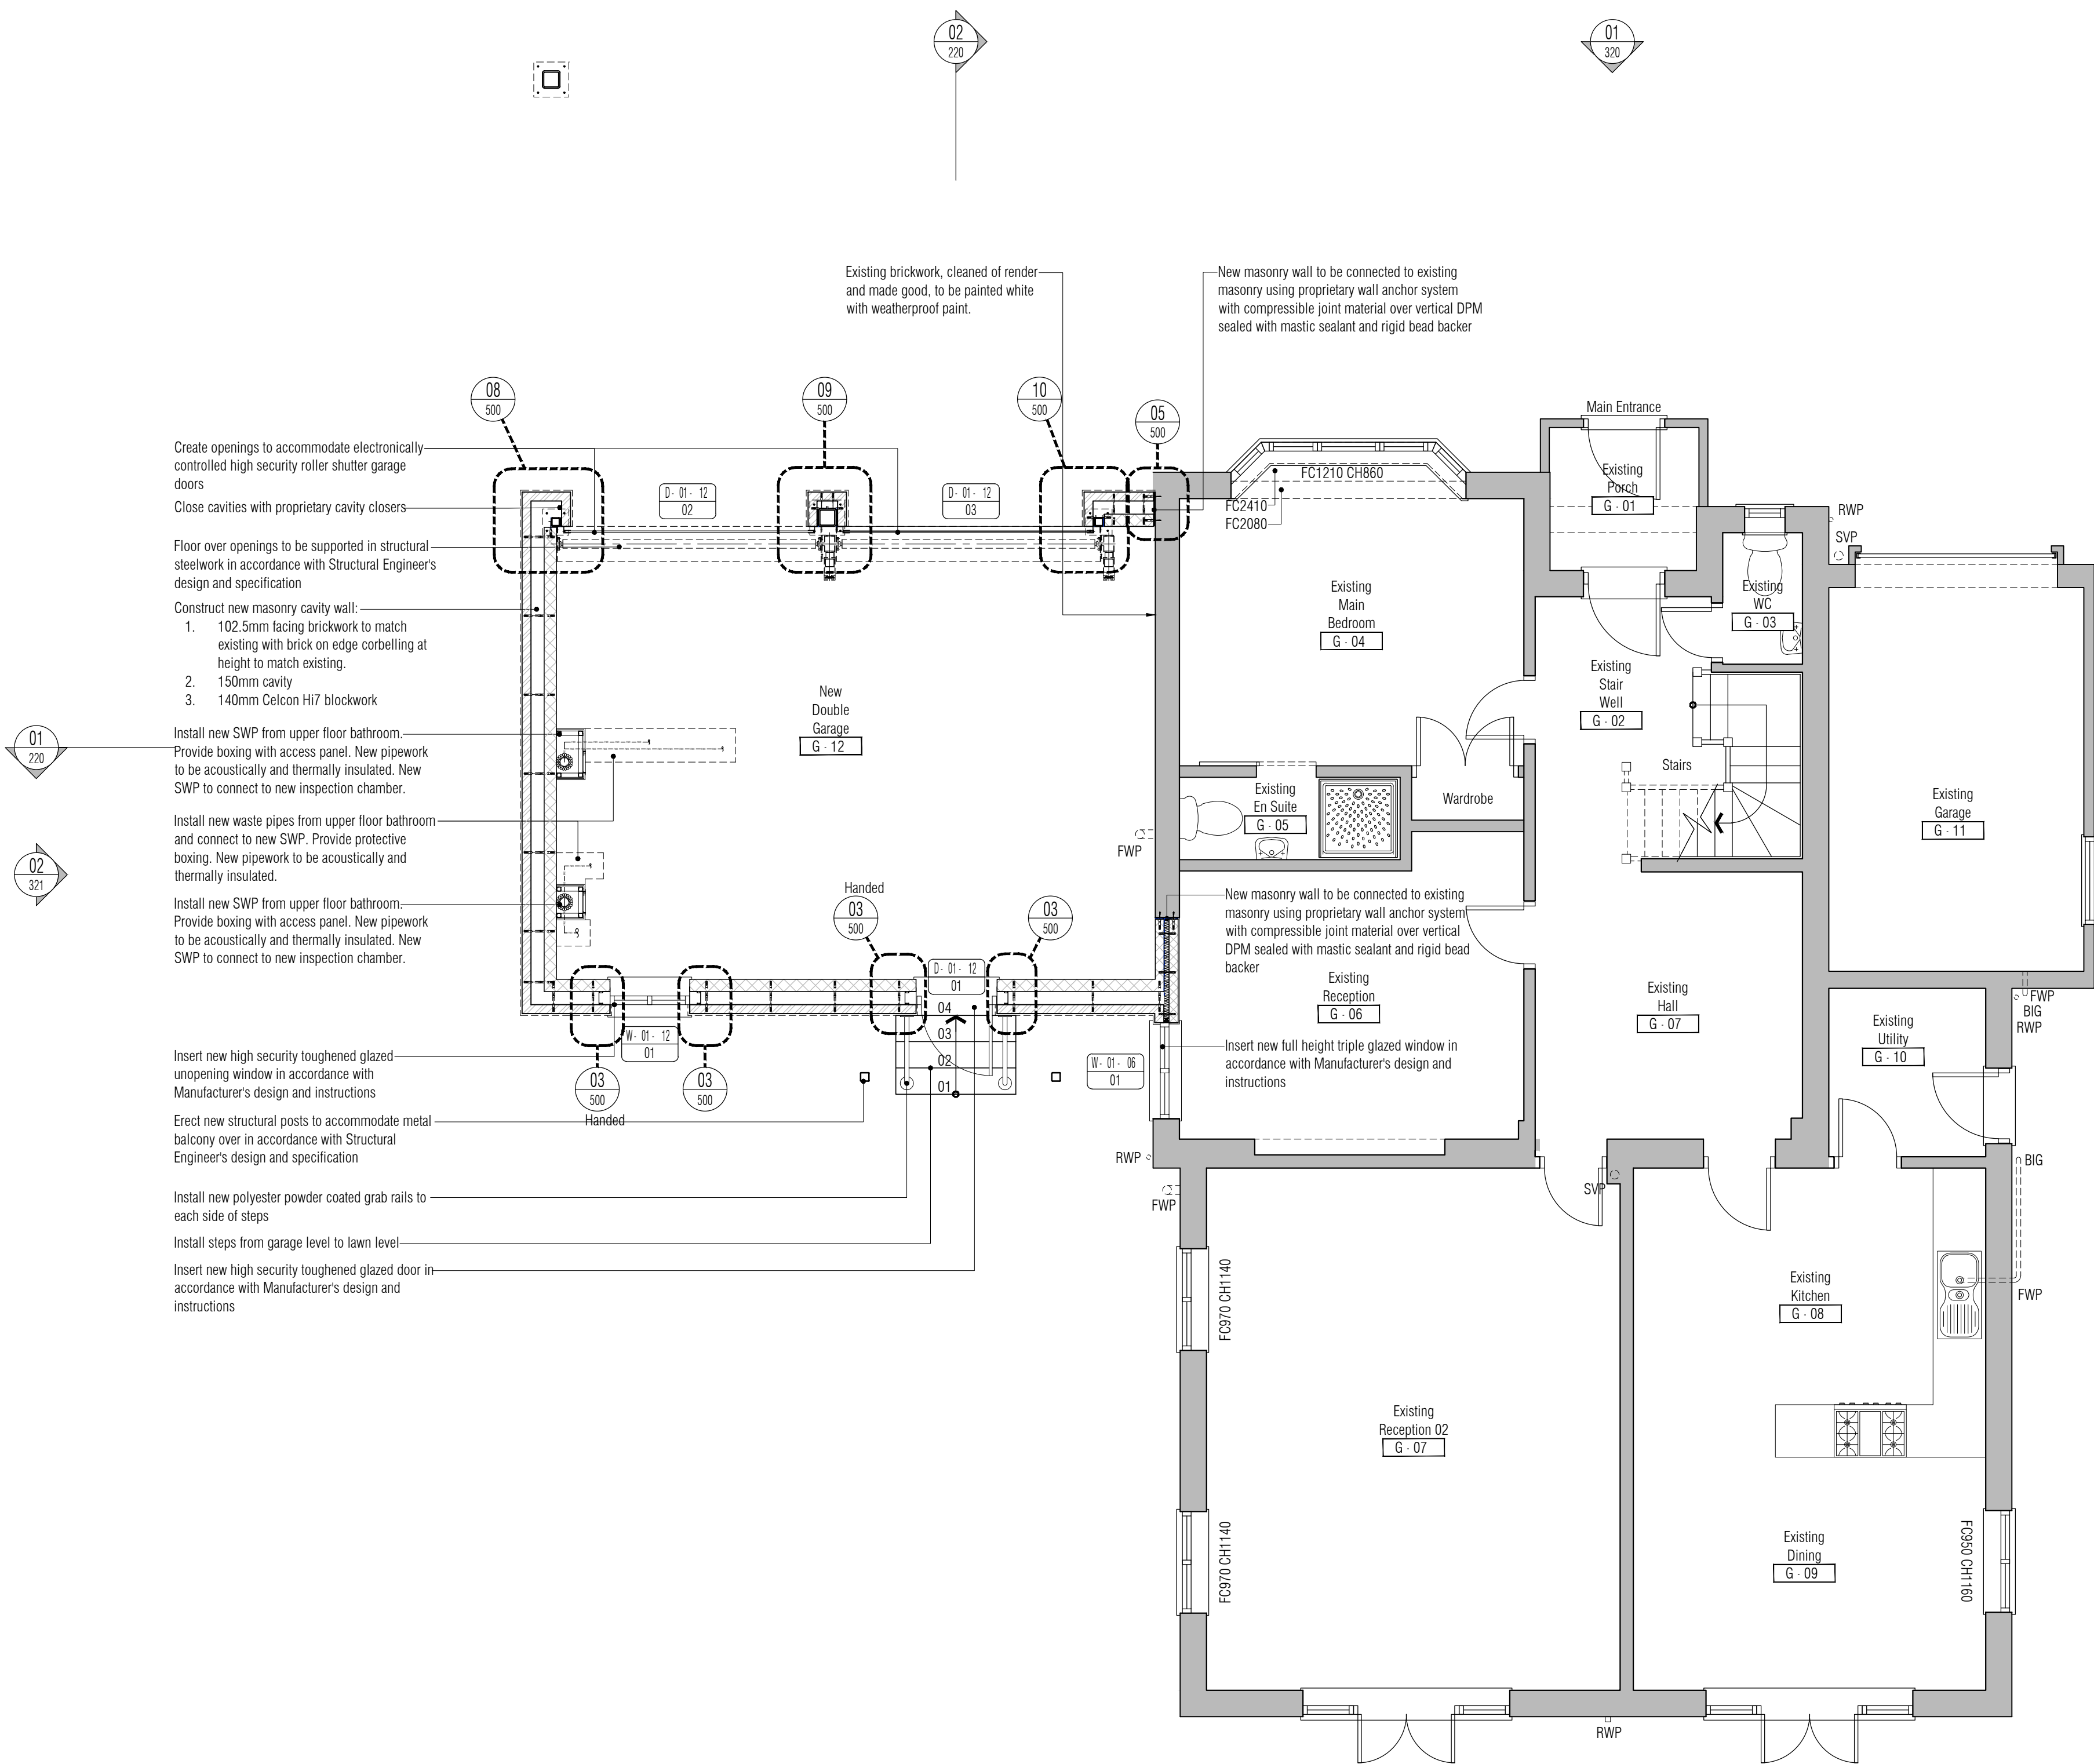 02
220
01
320
Existing brickwork, cleaned of render
and made good, to be painted white
with weatherproof paint.
New masonry wall to be connected to existing
masonry using proprietary wall anchor system
with compressible joint material over vertical DPM
sealed with mastic sealant and rigid bead backer
08
500
09
500
10
500
05
500
Create openings to accommodate electronically
controlled high security roller shutter garage
doors
Close cavities with proprietary cavity closers
Floor over openings to be supported in structural
steelwork in accordance with Structural Engineer's
design and specification
Construct new masonry cavity wall:
1. 102.5mm facing brickwork to match
existing with brick on edge corbelling at
height to match existing.
2. 150mm cavity
3. 140mm Celcon Hi7 blockwork
Install new SWP from upper floor bathroom.
Provide boxing with access panel. New pipework
to be acoustically and thermally insulated. New
SWP to connect to new inspection chamber.
Install new waste pipes from upper floor bathroom
and connect to new SWP. Provide protective
boxing. New pipework to be acoustically and
thermally insulated.
Install new SWP from upper floor bathroom.
Provide boxing with access panel. New pipework
to be acoustically and thermally insulated. New
SWP to connect to new inspection chamber.
Insert new high security toughened glazed
unopening window in accordance with
Manufacturer's design and instructions
Erect new structural posts to accommodate metal
balcony over in accordance with Structural
Engineer's design and specification
Install new polyester powder coated grab rails to
each side of steps
Install steps from garage level to lawn level
Insert new high security toughened glazed door in
accordance with Manufacturer's design and
instructions
01
220
02
321
D - 01 - 12
02
D - 01 - 12
03
New
Double
Garage
G - 12
Handed
03
500
03
500
D - 01 - 12
01
04
03
02
01
W - 01 - 12
01
03
500
Handed
03
500
W - 01 - 06
01
FWP
RWP
FWP
FC1210 CH860
FC2410
FC2080
Existing
Main
Bedroom
G - 04
Main Entrance
Existing
Porch
G - 01
RWP
SVP
Existing
WC
G - 03
Existing
Stair
Well
G - 02
Stairs
Existing
En Suite
G - 05
Wardrobe
Existing
Garage
G - 11
New masonry wall to be connected to existing
masonry using proprietary wall anchor system
with compressible joint material over vertical
DPM sealed with mastic sealant and rigid bead
backer
Existing
Reception
G - 06
Insert new full height triple glazed window in
accordance with Manufacturer's design and
instructions
Existing
Hall
G - 07
Existing
Utility
G - 10
FWP
BIG
RWP
BIG
SVP
FWP
Existing
Kitchen
G - 08
FC970 CH1140
Existing
Reception 02
G - 07
FC970 CH1140
Existing
Dining
G - 09
FC950 CH1160
RWP